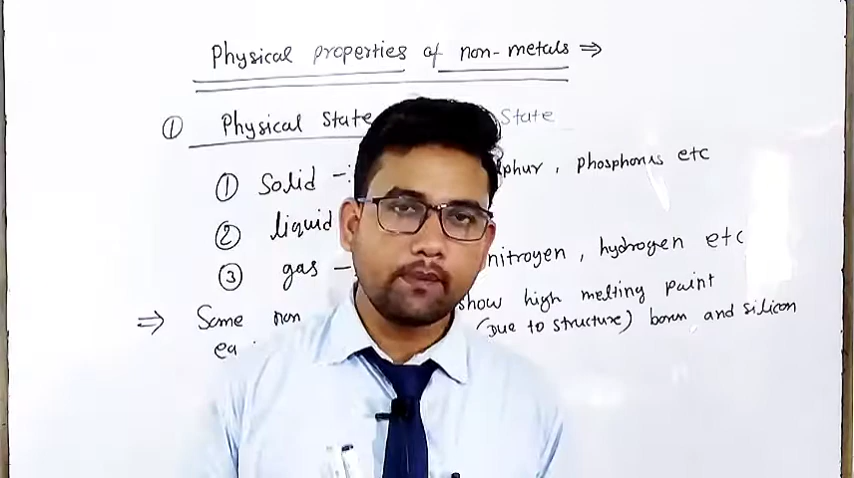 Physical properties of non-metals ⇒
① Physical State State
① Solid -: phur, phosphorus etc
② liquid
③ gas - nitrogen, hydrogen etc
⇒ Some non show high melting paint
(Due to structure) boron and silicon